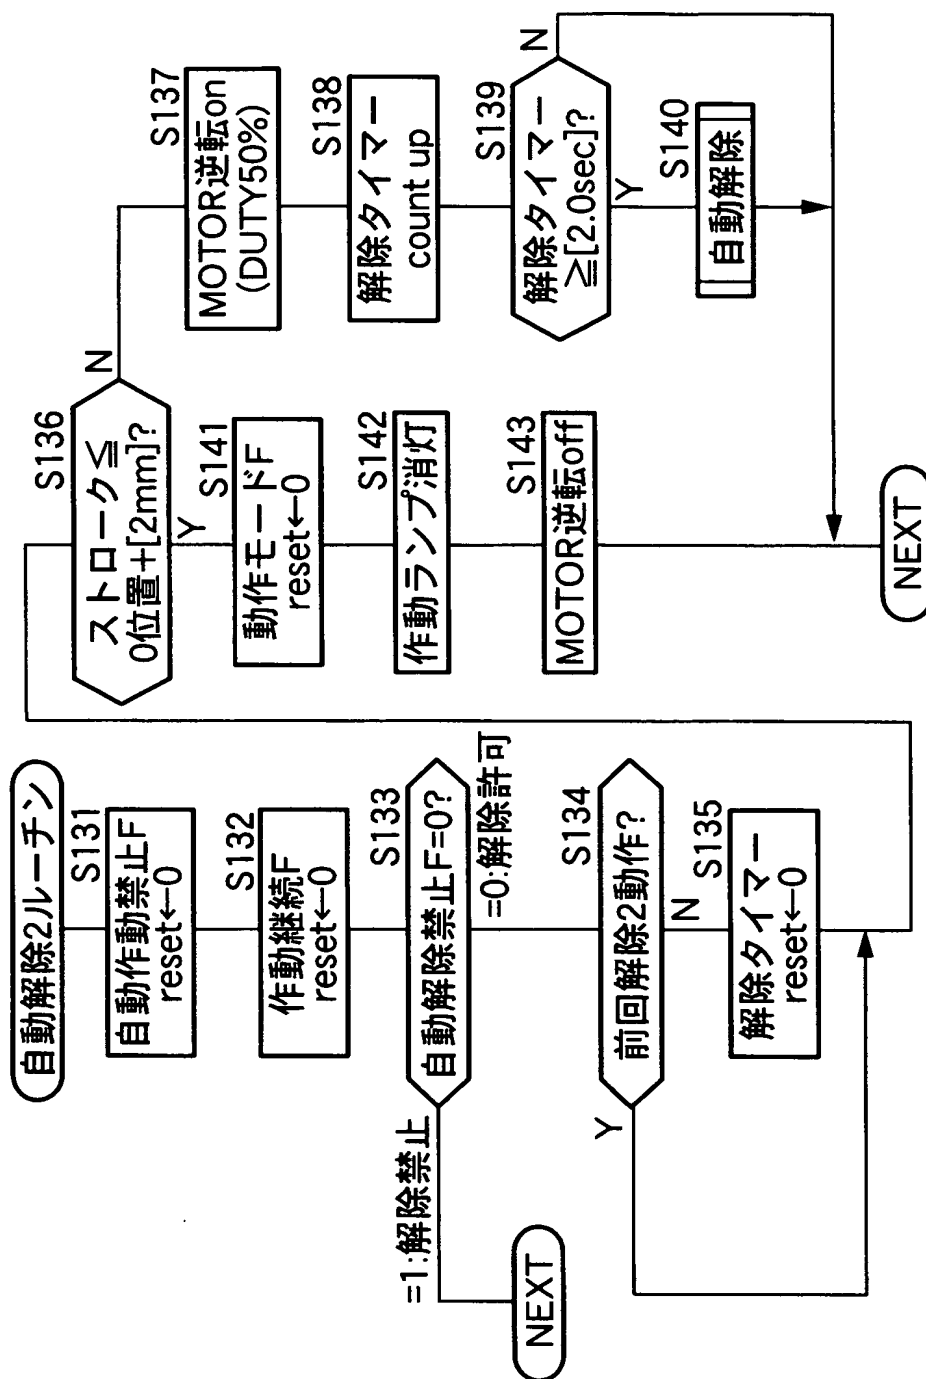 自動解除2ルーチン
S131
自動作動禁止F
reset←0
S132
作動継続F
reset←0
S133
自動解除禁止F=0?
=1:解除禁止
NEXT
=0:解除許可
S134
前回解除2動作?
Y
N
S135
解除タイマー
reset←0
S136
ストローク≦
0位置+[2mm]?
N
Y
S141
動作モードF
reset←0
S142
作動ランプ消灯
S143
MOTOR逆転off
S137
MOTOR逆転on
(DUTY50%)
S138
解除タイマー
count up
S139
解除タイマー
≧[2.0sec]?
N
Y
S140
自動解除
NEXT